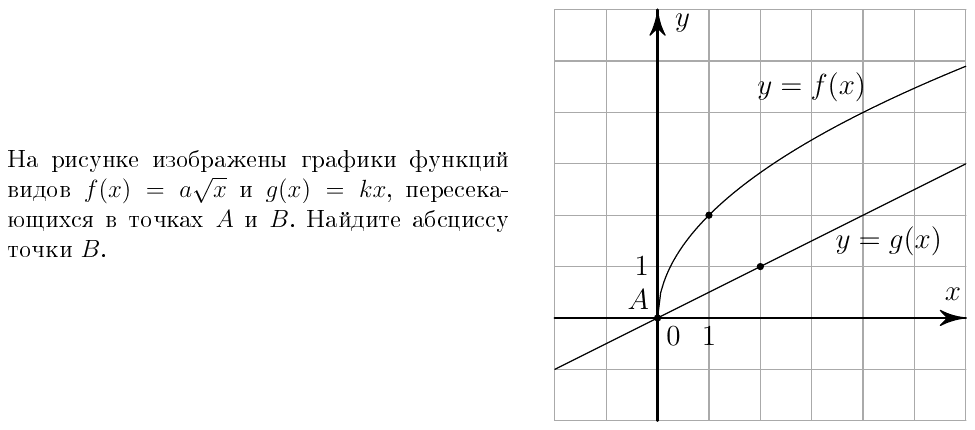 На рисунке изображены графики функций
видов f(x) = a√x и g(x) = kx, пересека-
ющихся в точках A и B. Найдите абсциссу
точки B.
y
y = f(x)
y = g(x)
1
A
x
0 1